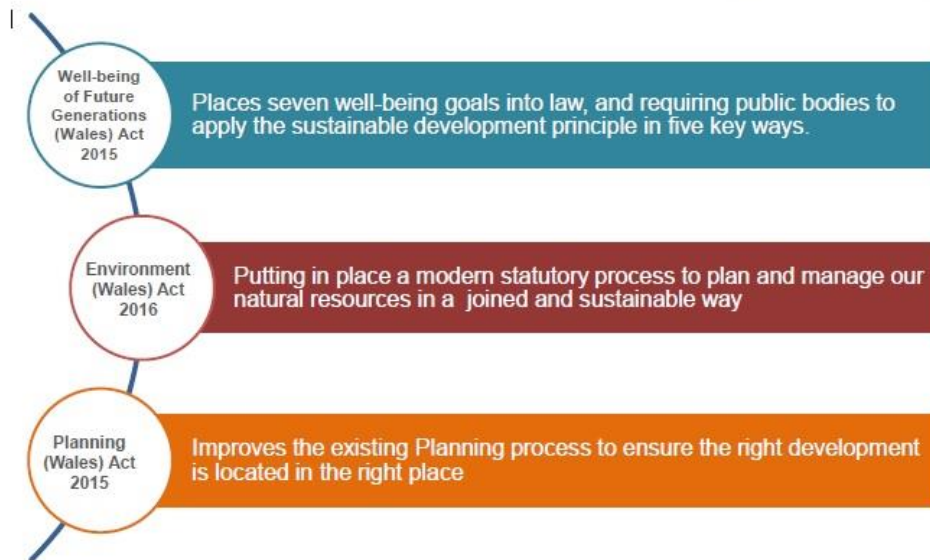 Well-being
of Future
Generations
(Wales) Act
2015
Places seven well-being goals into law, and requiring public bodies to
apply the sustainable development principle in five key ways.
Environment
(Wales) Act
2016
Putting in place a modern statutory process to plan and manage our
natural resources in a joined and sustainable way
Planning
(Wales) Act
2015
Improves the existing Planning process to ensure the right development
is located in the right place